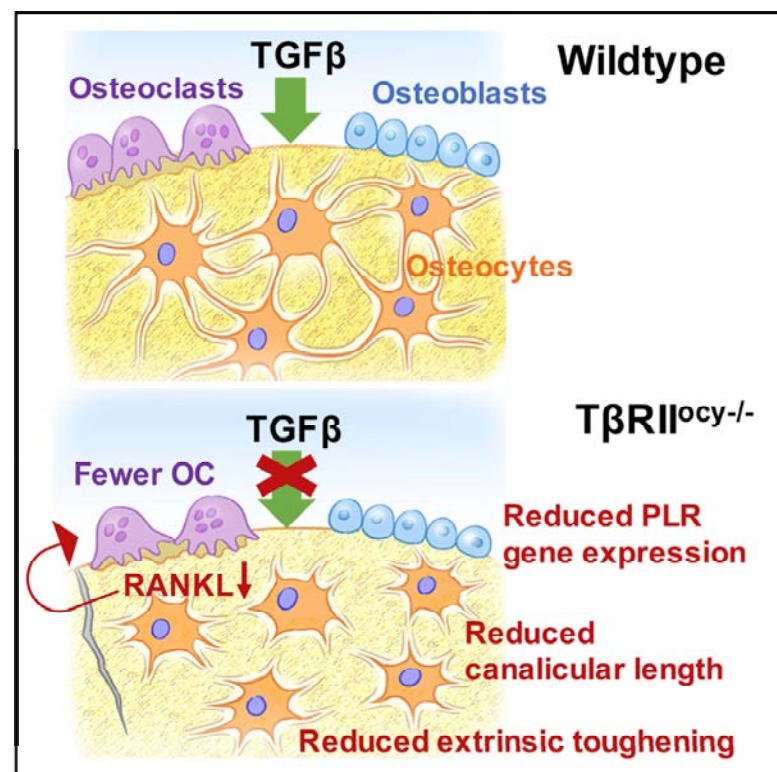 TGFβ
Wildtype
Osteoclasts
Osteoblasts
Osteocytes
TGFβ
TβRIIocy-/-
Fewer OC
Reduced PLR
gene expression
RANKL↓
Reduced
canalicular length
Reduced extrinsic toughening